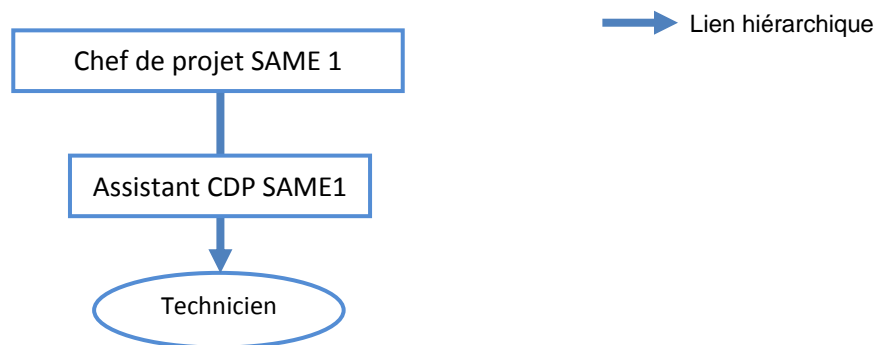 Lien hiérarchique
Chef de projet SAME 1
Assistant CDP SAME1
Technicien